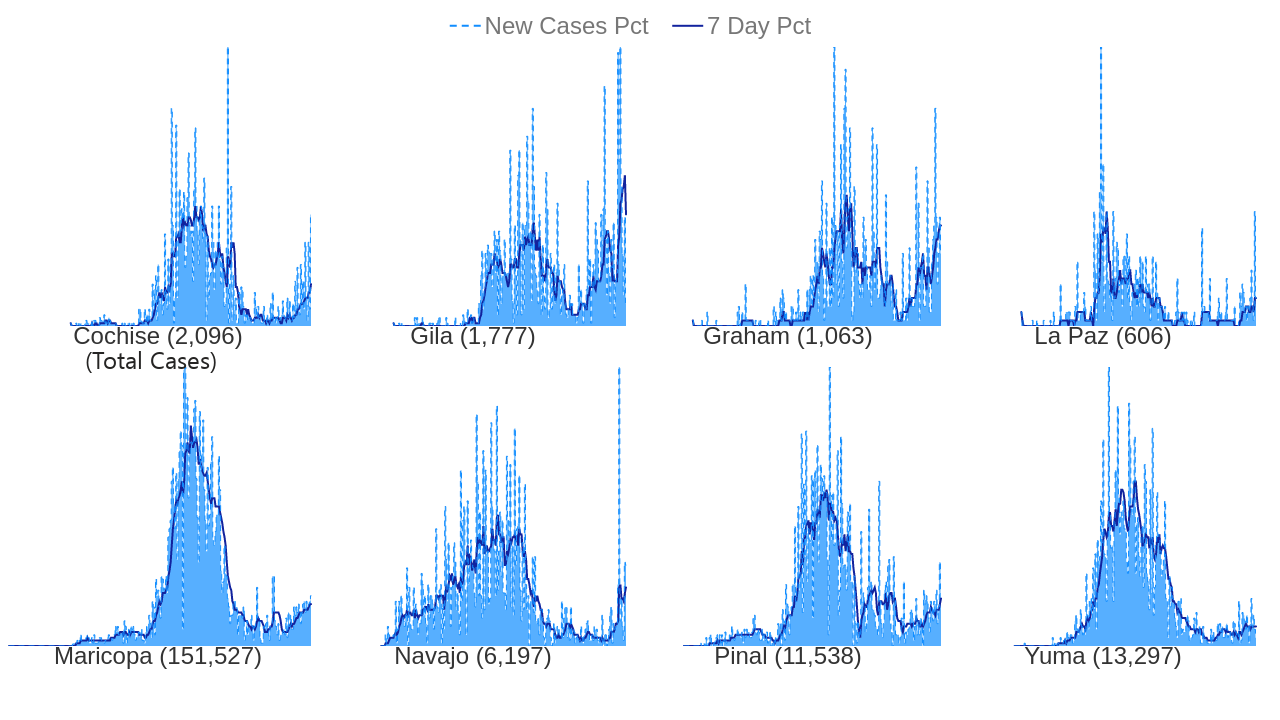 New Cases Pct 7 Day Pct
Cochise (2,096) Gila (1,777) Graham (1,063) La Paz (606)
(Total Cases)
Maricopa (151,527) Navajo (6,197) Pinal (11,538) Yuma (13,297)